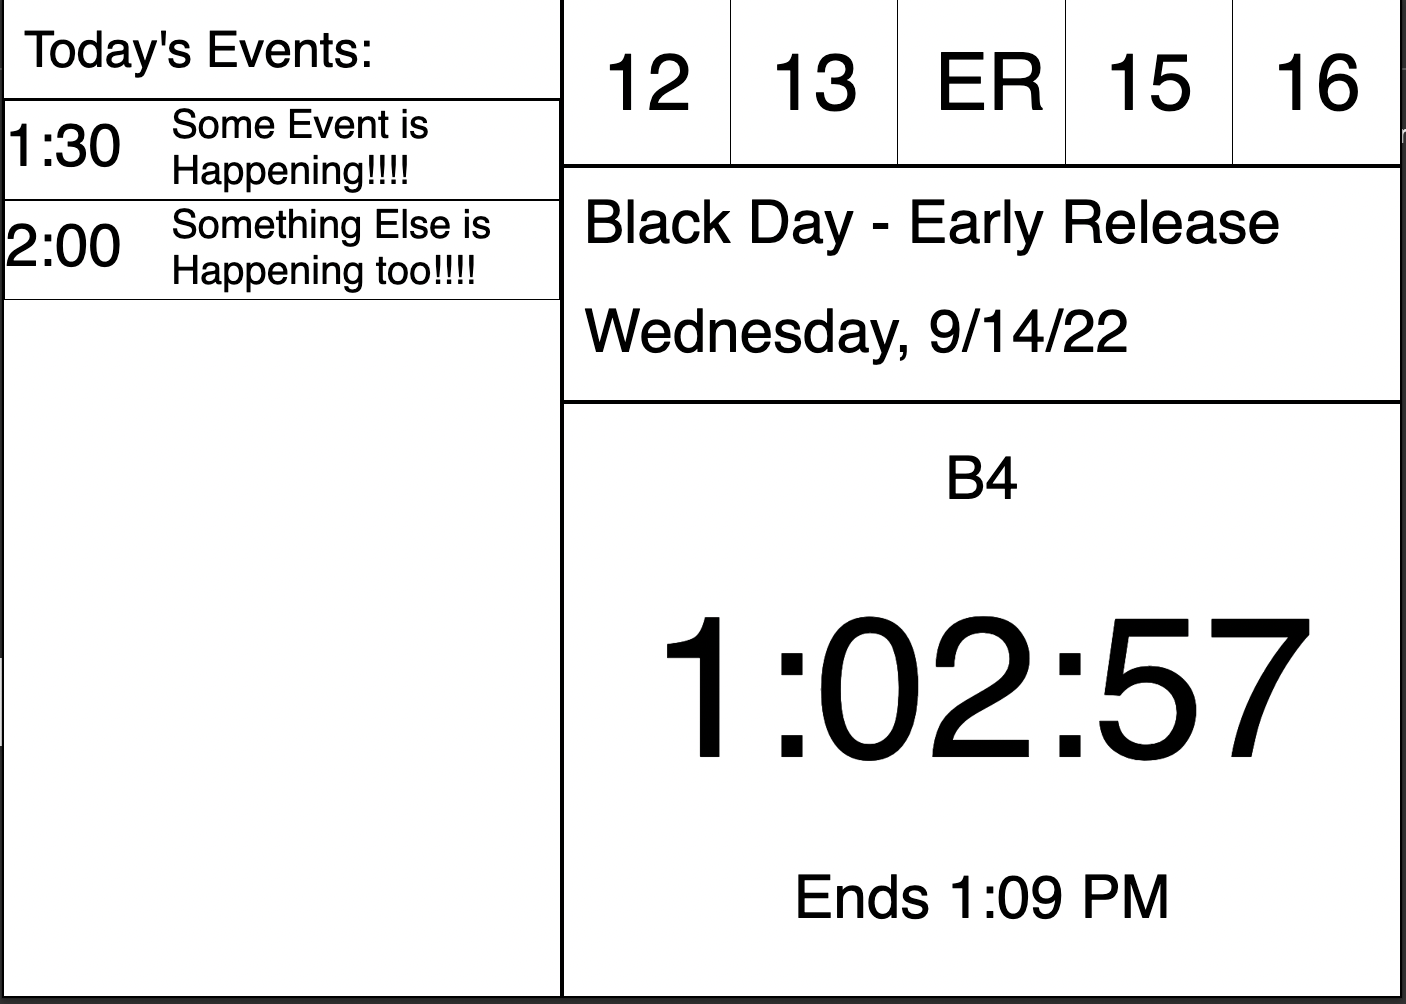 Today's Events:
1:30
Some Event is
Happening!!!!
2:00
Something Else is
Happening too!!!!
12 13 ER 15 16
Black Day - Early Release
Wednesday, 9/14/22
B4
1:02:57
Ends 1:09 PM